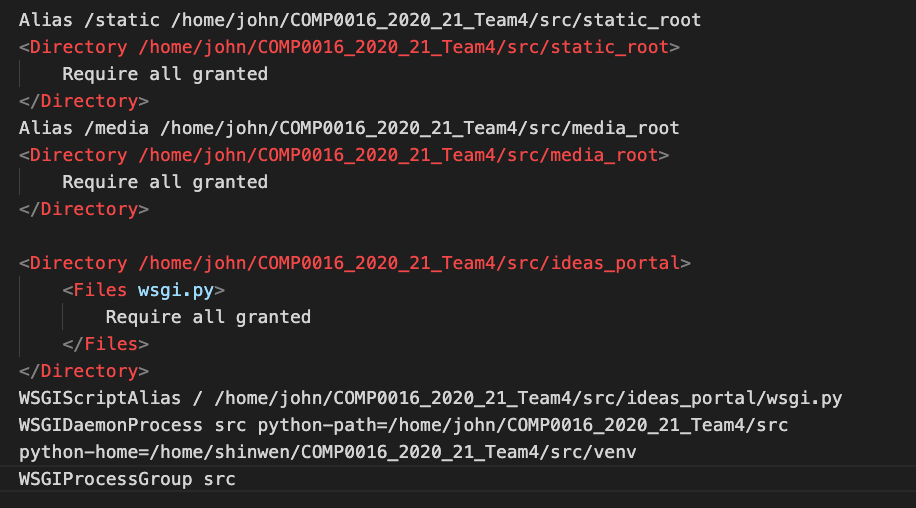 Alias /static /home/john/COMP0016_2020_21_Team4/src/static_root
<Directory /home/john/COMP0016_2020_21_Team4/src/static_root>
    Require all granted
</Directory>
Alias /media /home/john/COMP0016_2020_21_Team4/src/media_root
<Directory /home/john/COMP0016_2020_21_Team4/src/media_root>
    Require all granted
</Directory>

<Directory /home/john/COMP0016_2020_21_Team4/src/ideas_portal>
    <Files wsgi.py>
        Require all granted
    </Files>
</Directory>
WSGIScriptAlias / /home/john/COMP0016_2020_21_Team4/src/ideas_portal/wsgi.py
WSGIDaemonProcess src python-path=/home/john/COMP0016_2020_21_Team4/src
python-home=/home/shinwen/COMP0016_2020_21_Team4/src/venv
WSGIProcessGroup src